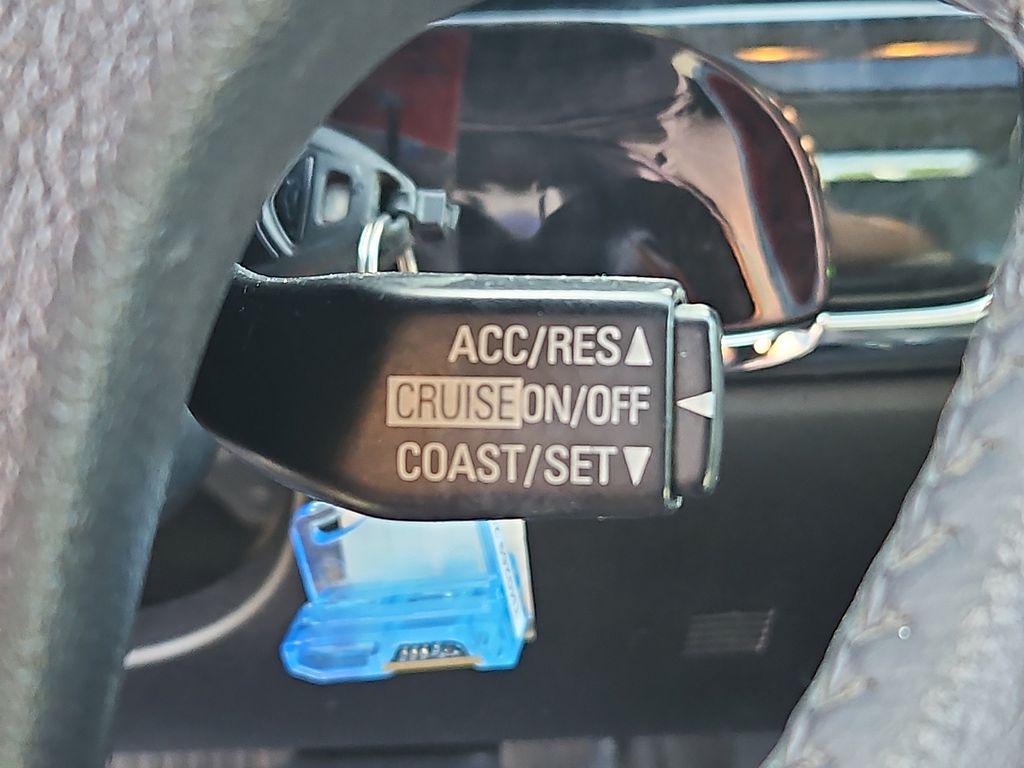 ACC/RES▲
CRUISE ON/OFF
COAST/SET▼